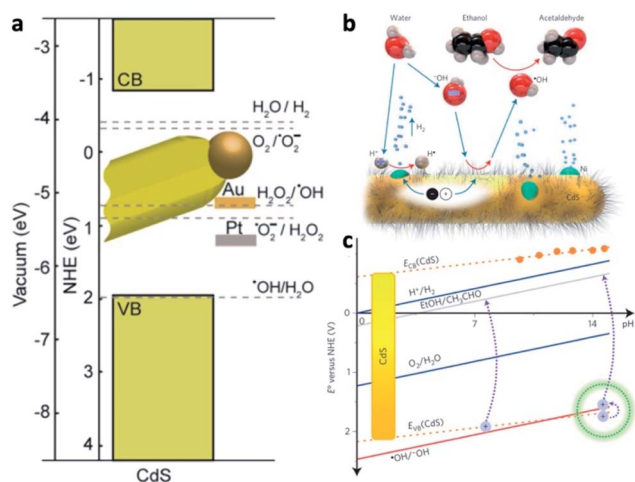 a
-3
-4
-5
-6
-7
-8
Vacuum (eV)
-1
0
1
2
3
4
NHE (eV)
CB
H₂O / H₂
O₂ /•O₂⁻
Au
H₂O₂/•OH
Pt
•O₂⁻/ H₂O₂
•OH/H₂O
VB
CdS
b
Water
Ethanol
Acetaldehyde
⁻OH
•OH
H₂
H⁺
H•
Ni
CdS
− +
c
E_CB(CdS)
H⁺/H₂
EtOH/CH₃CHO
0
0
7
14
pH
CdS
O₂/H₂O
1
E° versus NHE (V)
E_VB(CdS)
2
•OH/⁻OH